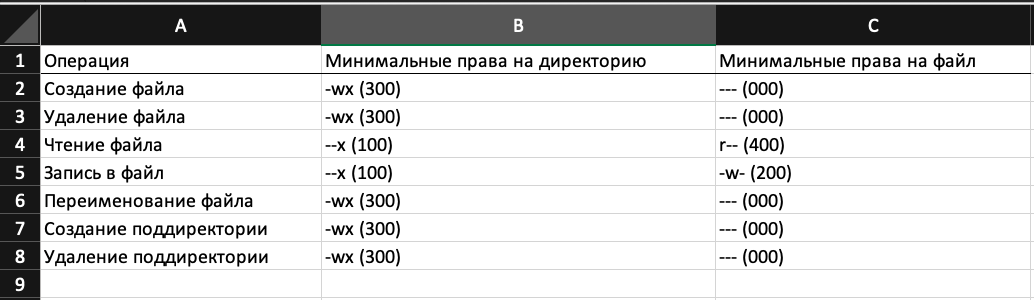 A B C
1 Операция Минимальные права на директорию Минимальные права на файл
2 Создание файла -wx (300) --- (000)
3 Удаление файла -wx (300) --- (000)
4 Чтение файла --x (100) r-- (400)
5 Запись в файл --x (100) -w- (200)
6 Переименование файла -wx (300) --- (000)
7 Создание поддиректории -wx (300) --- (000)
8 Удаление поддиректории -wx (300) --- (000)
9